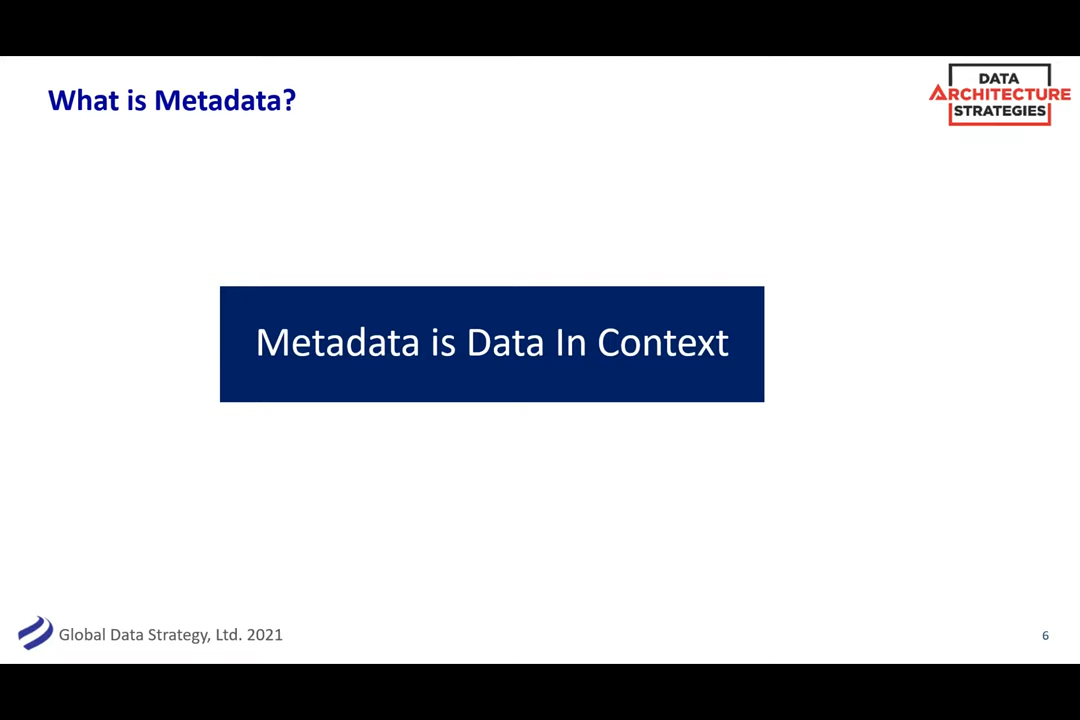 What is Metadata?
DATA
ARCHITECTURE
STRATEGIES
Metadata is Data In Context
Global Data Strategy, Ltd. 2021
6